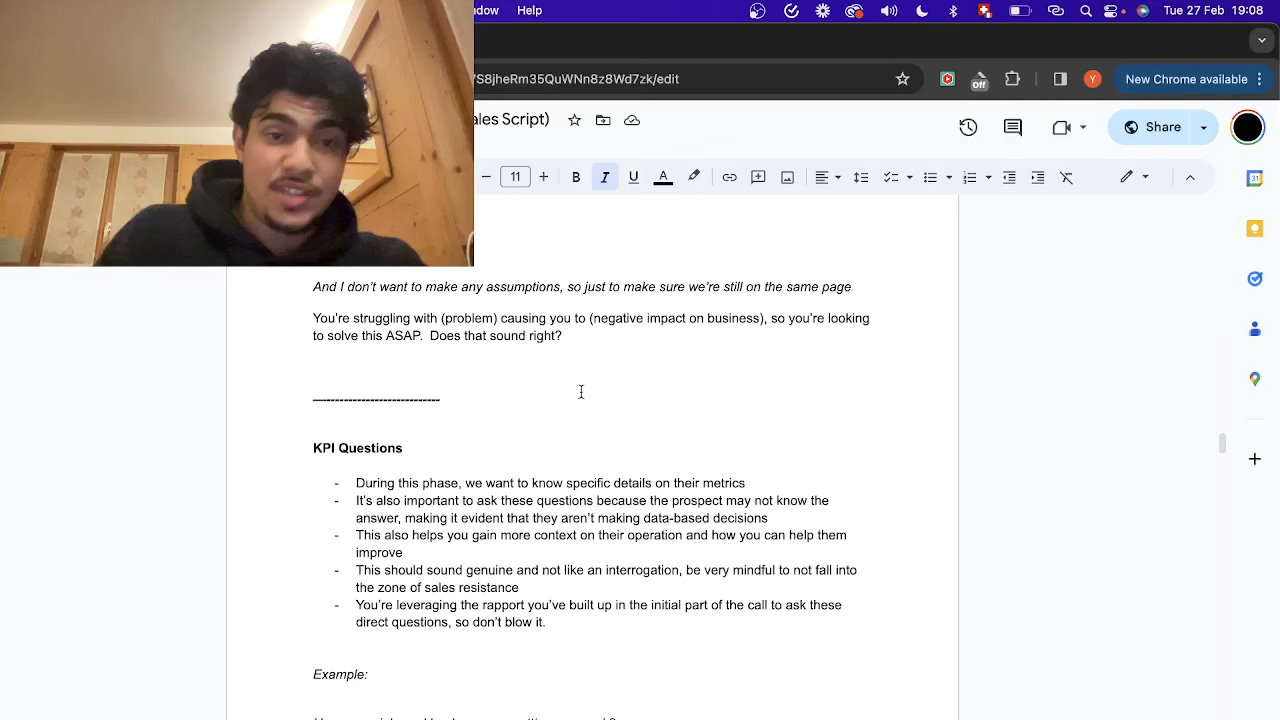 ndow Help
Tue 27 Feb 19:08
/S8jheRm35QuWNn8z8Wd7zk/edit
Off
Y
New Chrome available
ales Script)
Share
11
B I U A
31
And I don't want to make any assumptions, so just to make sure we're still on the same page
You're struggling with (problem) causing you to (negative impact on business), so you're looking
to solve this ASAP. Does that sound right?
—--------------------------
KPI Questions
- During this phase, we want to know specific details on their metrics
- It's also important to ask these questions because the prospect may not know the
answer, making it evident that they aren't making data-based decisions
- This also helps you gain more context on their operation and how you can help them
improve
- This should sound genuine and not like an interrogation, be very mindful to not fall into
the zone of sales resistance
- You're leveraging the rapport you've built up in the initial part of the call to ask these
direct questions, so don't blow it.
Example: